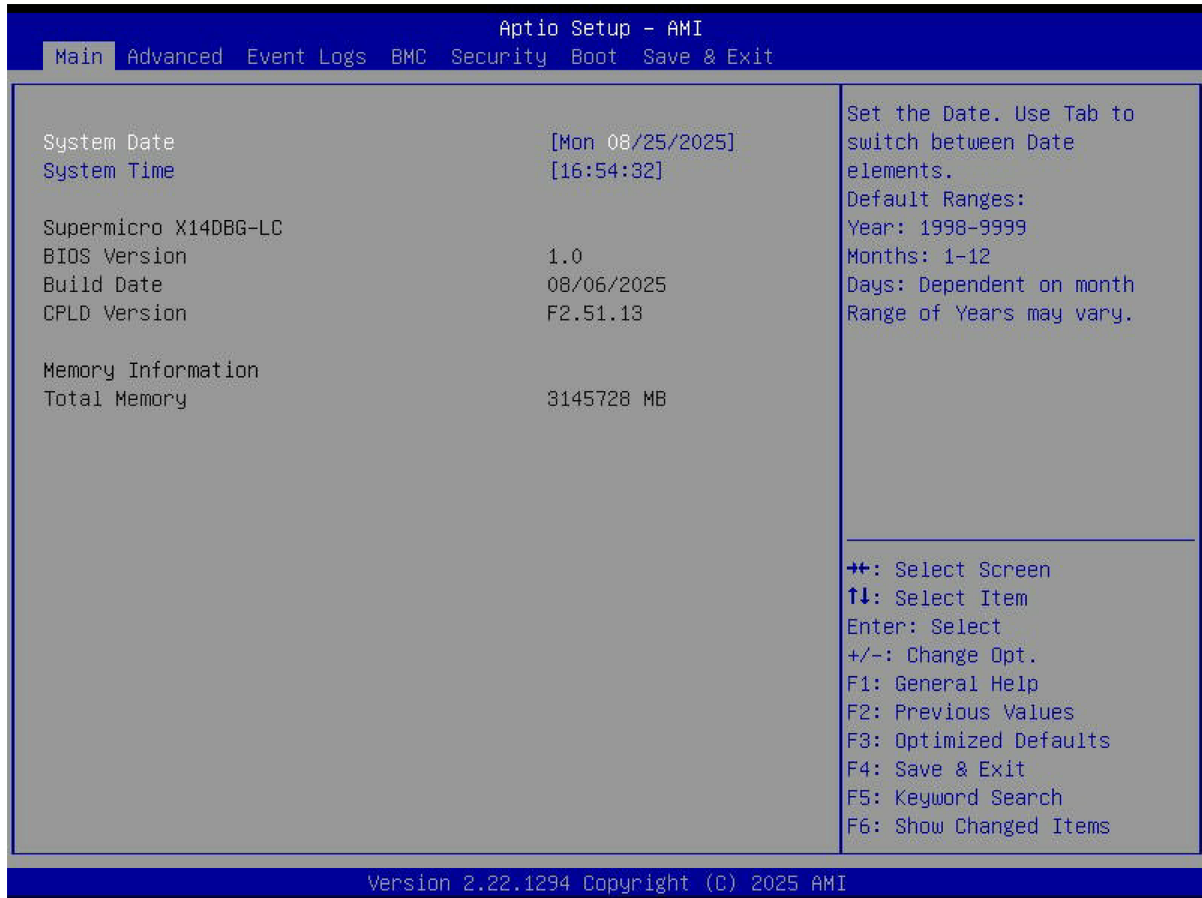 Aptio Setup – AMI
Main Advanced Event Logs BMC Security Boot Save & Exit
System Date [Mon 08/25/2025]
System Time [16:54:32]
Supermicro X14DBG-LC
BIOS Version 1.0
Build Date 08/06/2025
CPLD Version F2.51.13
Memory Information
Total Memory 3145728 MB
Set the Date. Use Tab to
switch between Date
elements.
Default Ranges:
Year: 1998-9999
Months: 1-12
Days: Dependent on month
Range of Years may vary.
→←: Select Screen
↑↓: Select Item
Enter: Select
+/-: Change Opt.
F1: General Help
F2: Previous Values
F3: Optimized Defaults
F4: Save & Exit
F5: Keyword Search
F6: Show Changed Items
Version 2.22.1294 Copyright (C) 2025 AMI